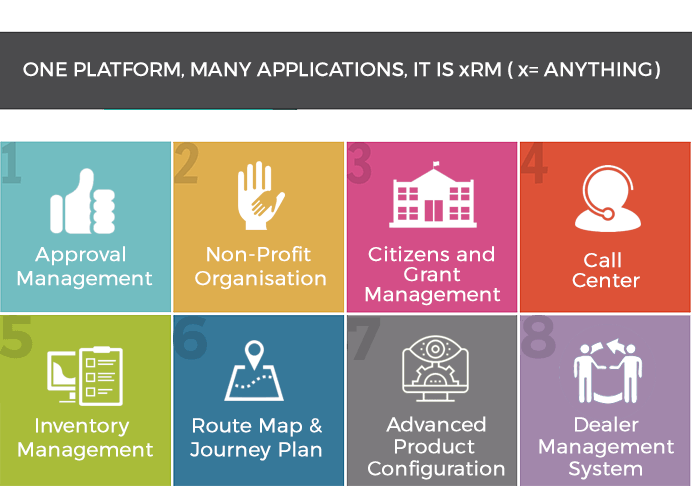 ONE PLATFORM, MANY APPLICATIONS, IT IS xRM ( x= ANYTHING)
1
Approval
Management
2
Non-Profit
Organisation
3
Citizens and
Grant
Management
4
Call
Center
5
Inventory
Management
6
Route Map &
Journey Plan
7
Advanced
Product
Configuration
8
Dealer
Management
System